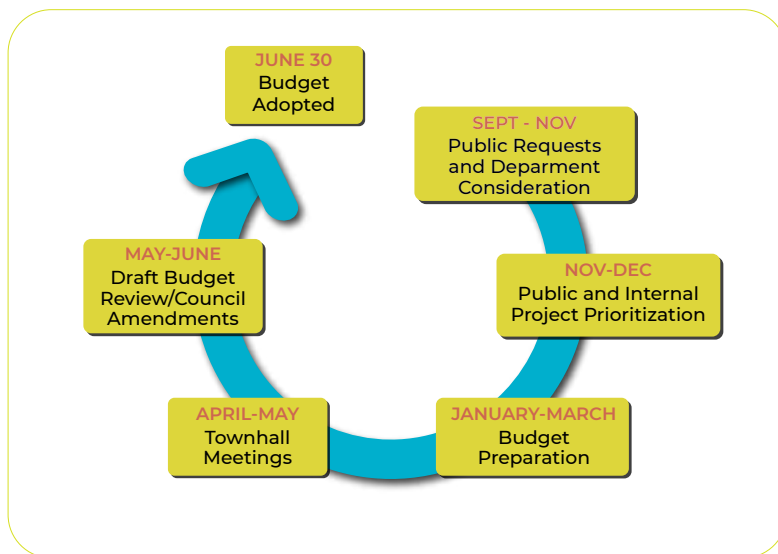 JUNE 30
Budget
Adopted
SEPT - NOV
Public Requests
and Deparment
Consideration
NOV-DEC
Public and Internal
Project Prioritization
JANUARY-MARCH
Budget
Preparation
APRIL-MAY
Townhall
Meetings
MAY-JUNE
Draft Budget
Review/Council
Amendments